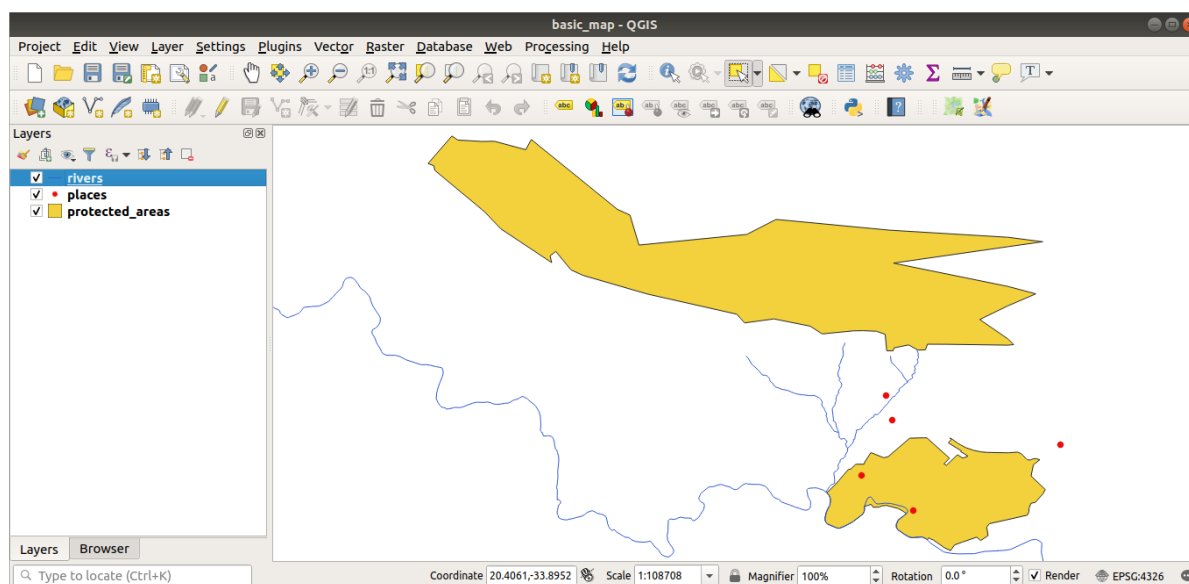 basic_map - QGIS
Project Edit View Layer Settings Plugins Vector Raster Database Web Processing Help
Layers
rivers
places
protected_areas
Layers Browser
Type to locate (Ctrl+K) Coordinate 20.4061,-33.8952 Scale 1:108708 Magnifier 100% Rotation 0.0 ° Render EPSG:4326